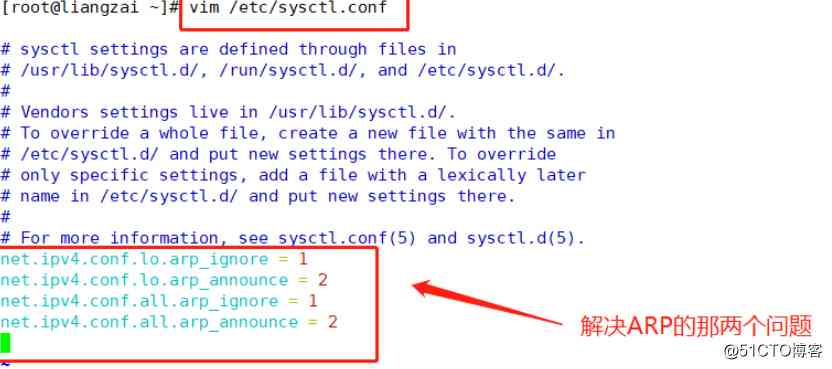 [root@liangzai ~]# vim /etc/sysctl.conf
# sysctl settings are defined through files in
# /usr/lib/sysctl.d/, /run/sysctl.d/, and /etc/sysctl.d/.
#
# Vendors settings live in /usr/lib/sysctl.d/.
# To override a whole file, create a new file with the same in
# /etc/sysctl.d/ and put new settings there. To override
# only specific settings, add a file with a lexically later
# name in /etc/sysctl.d/ and put new settings there.
#
# For more information, see sysctl.conf(5) and sysctl.d(5).
net.ipv4.conf.lo.arp_ignore = 1
net.ipv4.conf.lo.arp_announce = 2
net.ipv4.conf.all.arp_ignore = 1
net.ipv4.conf.all.arp_announce = 2
解决ARP的那两个问题
@51CTO博客
~